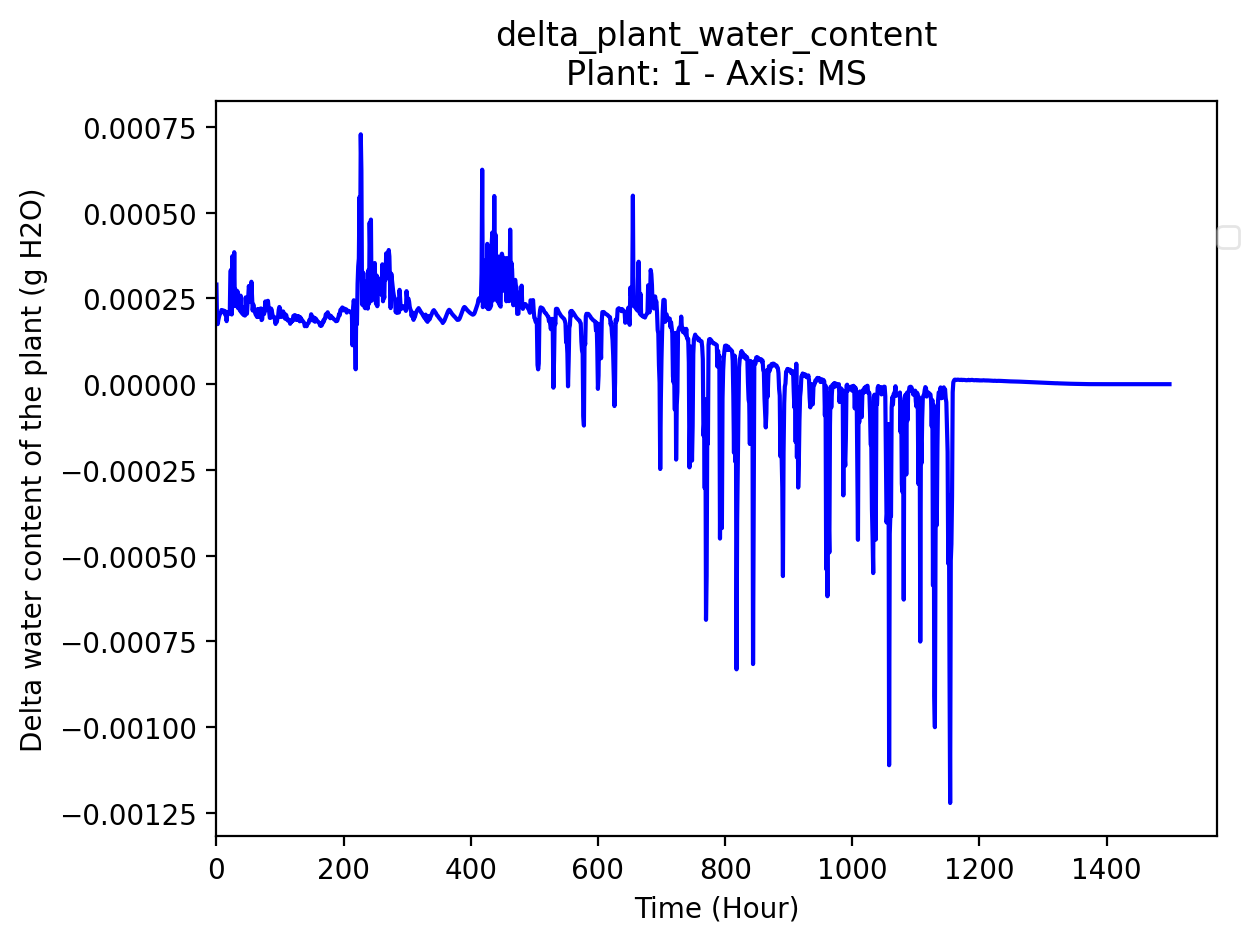 delta_plant_water_content
Plant: 1 - Axis: MS
Delta water content of the plant (g H2O)
0.00075
0.00050
0.00025
0.00000
−0.00025
−0.00050
−0.00075
−0.00100
−0.00125
0 200 400 600 800 1000 1200 1400
Time (Hour)